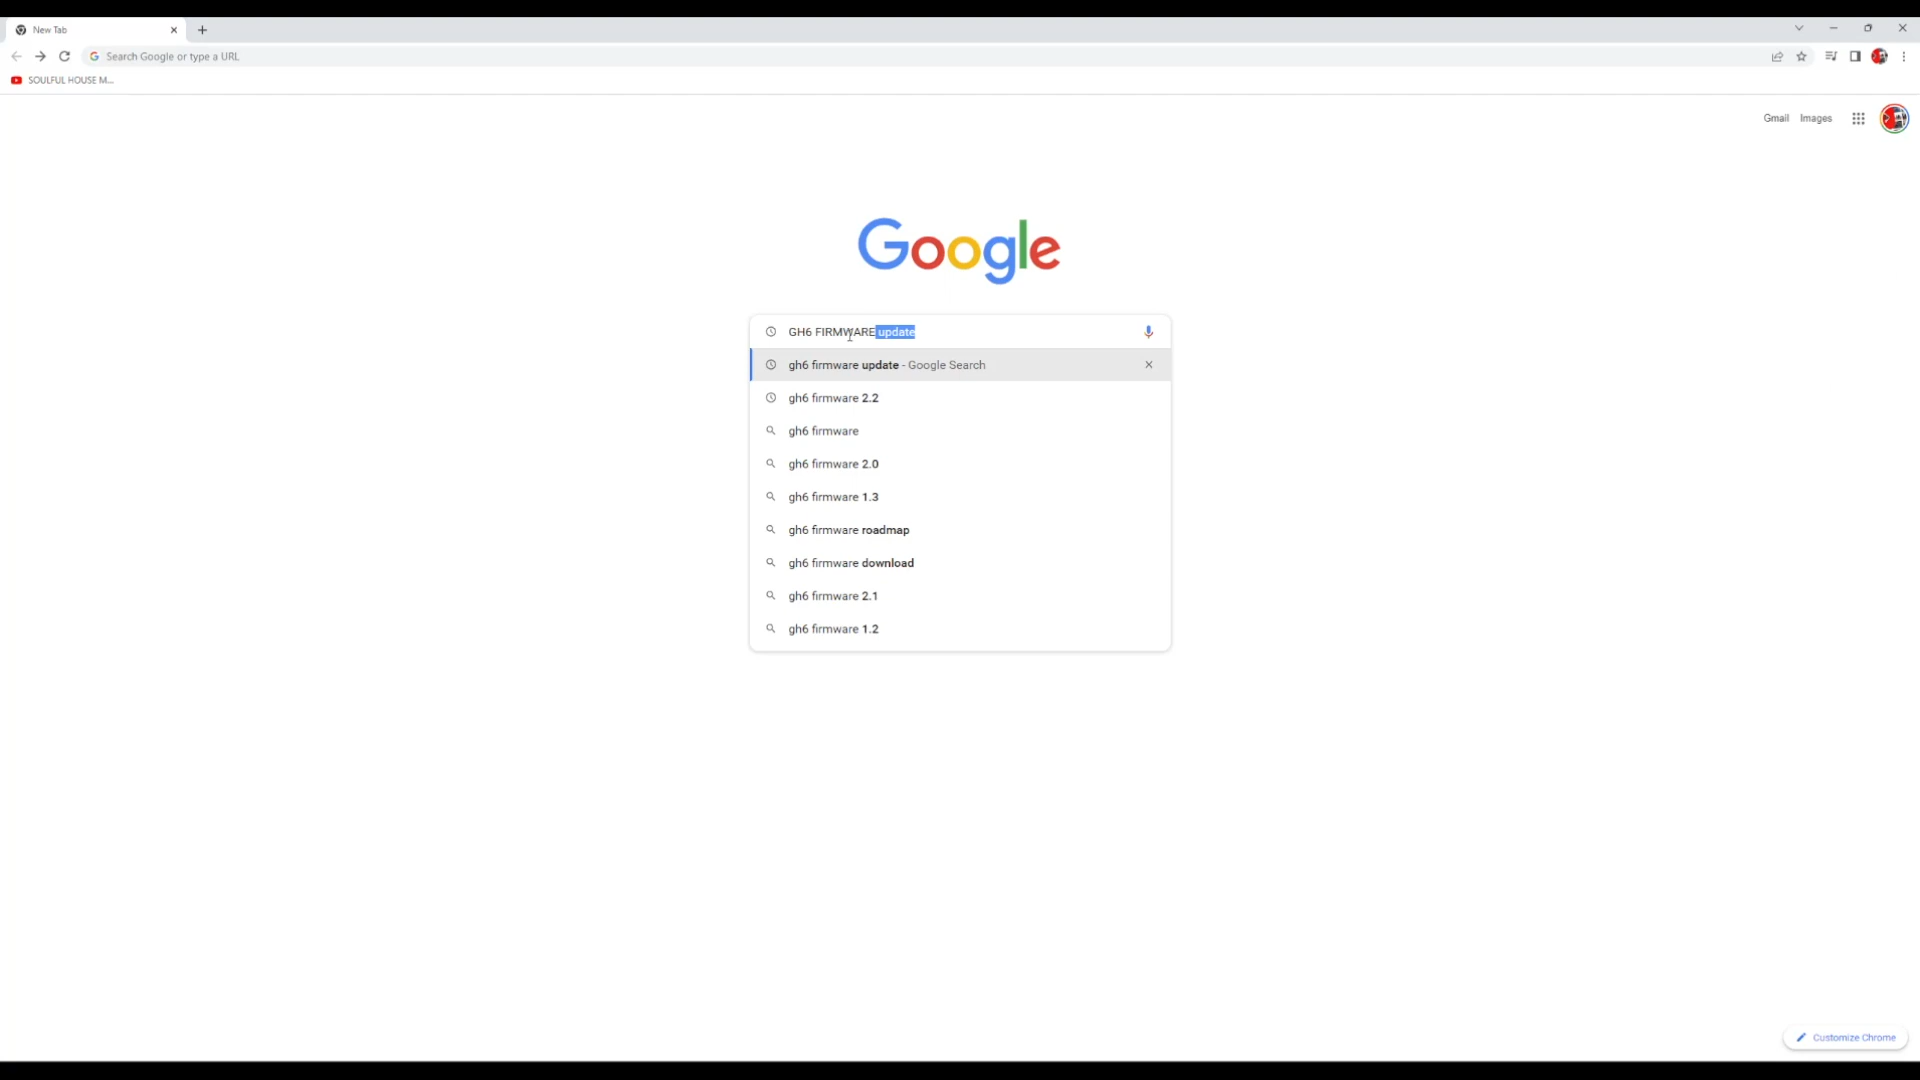 New Tab
Search Google or type a URL
SOULFUL HOUSE M...
Gmail Images
Google
GH6 FIRMWARE update
gh6 firmware update - Google Search
gh6 firmware 2.2
gh6 firmware
gh6 firmware 2.0
gh6 firmware 1.3
gh6 firmware roadmap
gh6 firmware download
gh6 firmware 2.1
gh6 firmware 1.2
Customize Chrome